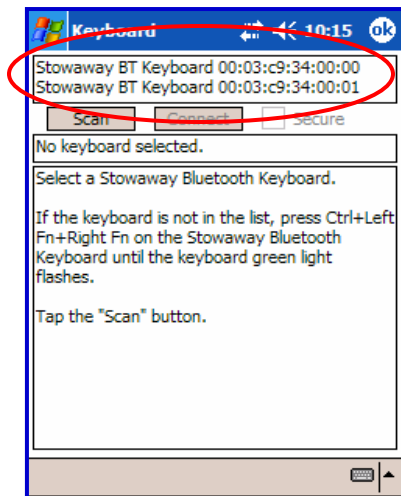 Keyboard 10:15 ok
Stowaway BT Keyboard 00:03:c9:34:00:00
Stowaway BT Keyboard 00:03:c9:34:00:01
Scan Connect Secure
No keyboard selected.
Select a Stowaway Bluetooth Keyboard.
If the keyboard is not in the list, press Ctrl+Left
Fn+Right Fn on the Stowaway Bluetooth
Keyboard until the keyboard green light
flashes.
Tap the "Scan" button.